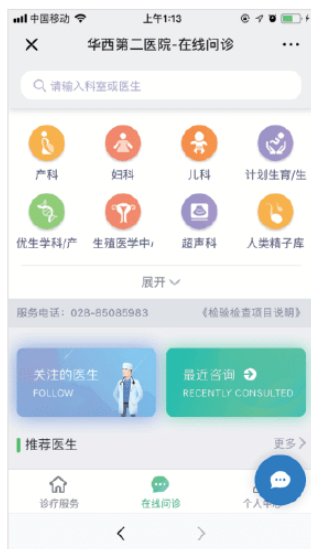 中国移动 上午1:13
华西第二医院-在线问诊
请输入科室或医生
产科 妇科 儿科 计划生育/生
优生学科/产 生殖医学中 超声科 人类精子库
展开
服务电话：028-85085983 《检验检查项目说明》
关注的医生 最近咨询
FOLLOW RECENTLY CONSULTED
推荐医生 更多
诊疗服务 在线问诊 个人中心